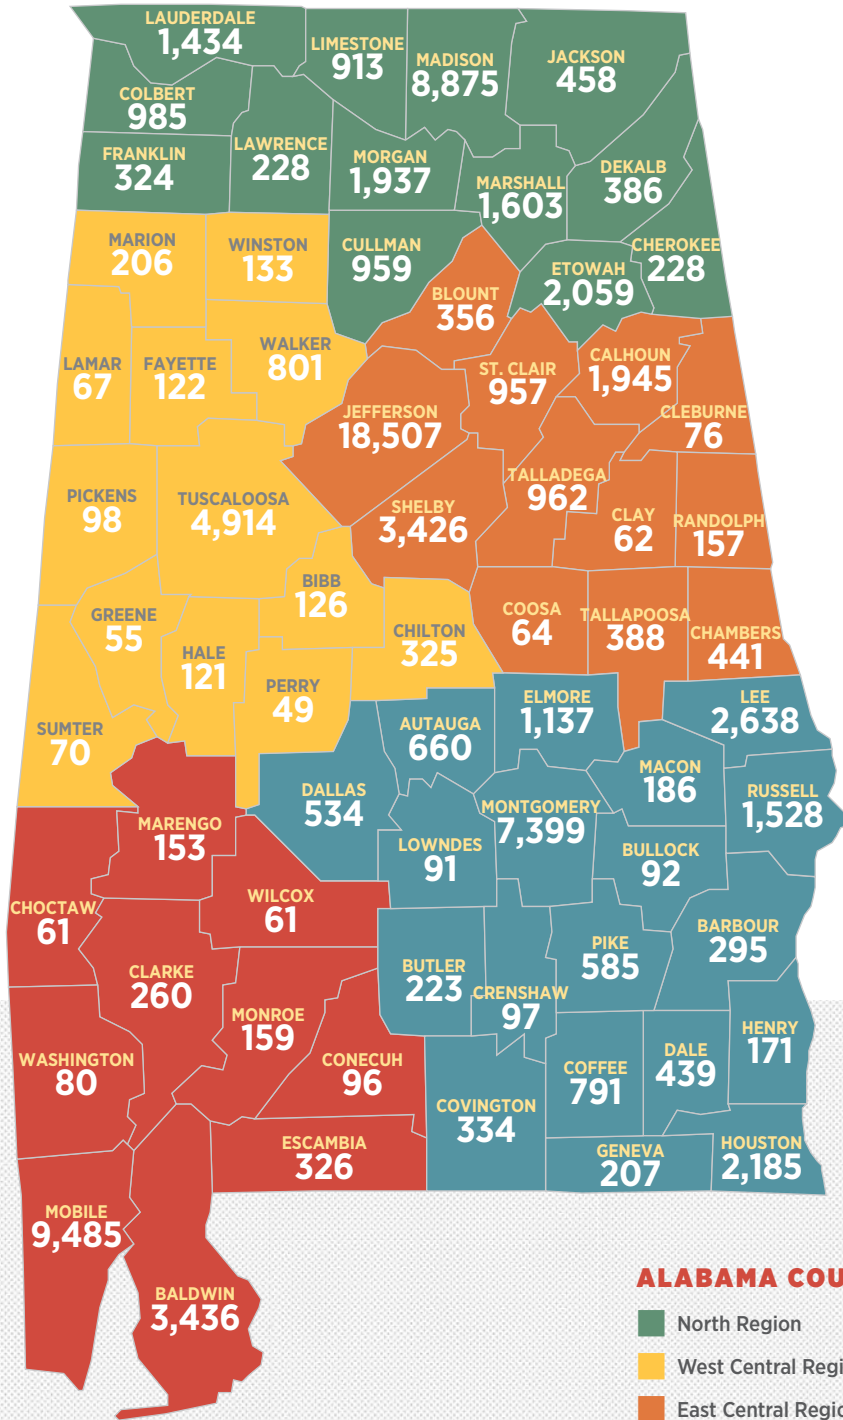 LAUDERDALE
1,434
LIMESTONE
913
MADISON
8,875
JACKSON
458
COLBERT
985
LAWRENCE
228
FRANKLIN
324
MORGAN
1,937
MARSHALL
1,603
DEKALB
386
MARION
206
WINSTON
133
CULLMAN
959
CHEROKEE
228
ETOWAH
2,059
BLOUNT
356
LAMAR
67
FAYETTE
122
WALKER
801
ST. CLAIR
957
CALHOUN
1,945
JEFFERSON
18,507
CLEBURNE
76
PICKENS
98
TUSCALOOSA
4,914
SHELBY
3,426
TALLADEGA
962
CLAY
62
RANDOLPH
157
GREENE
55
BIBB
126
HALE
121
CHILTON
325
COOSA
64
TALLAPOOSA
388
CHAMBERS
441
PERRY
49
SUMTER
70
AUTAUGA
660
ELMORE
1,137
LEE
2,638
DALLAS
534
MACON
186
RUSSELL
1,528
MARENGO
153
LOWNDES
91
MONTGOMERY
7,399
BULLOCK
92
CHOCTAW
61
WILCOX
61
CLARKE
260
BUTLER
223
CRENSHAW
97
PIKE
585
BARBOUR
295
MONROE
159
WASHINGTON
80
CONECUH
96
COFFEE
791
DALE
439
HENRY
171
COVINGTON
334
ESCAMBIA
326
GENEVA
207
HOUSTON
2,185
MOBILE
9,485
BALDWIN
3,436
ALABAMA COU
North Region
West Central Regi
East Central Regio